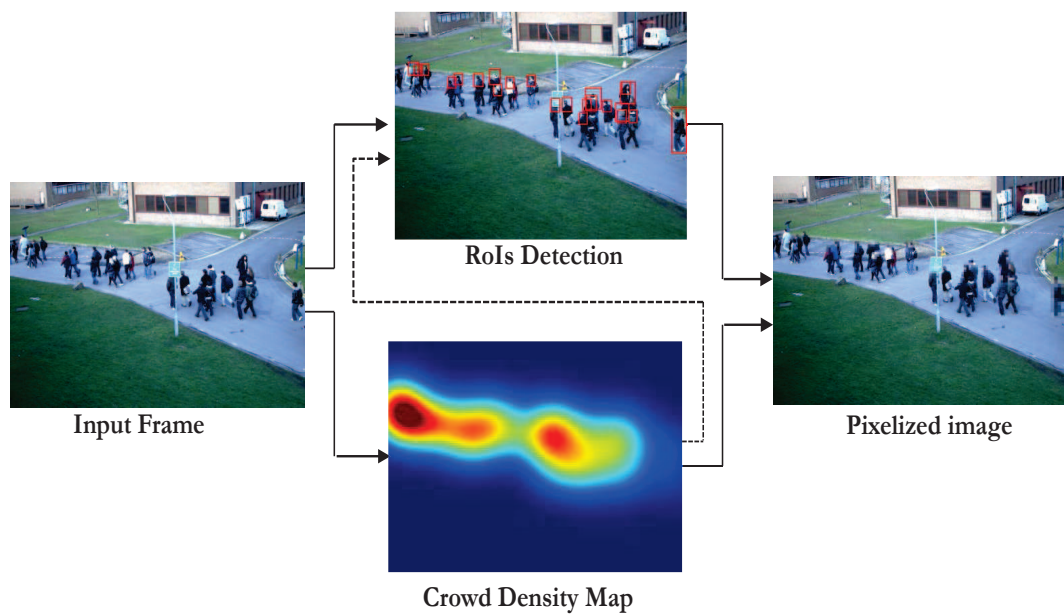 RoIs Detection
Input Frame
Pixelized image
Crowd Density Map